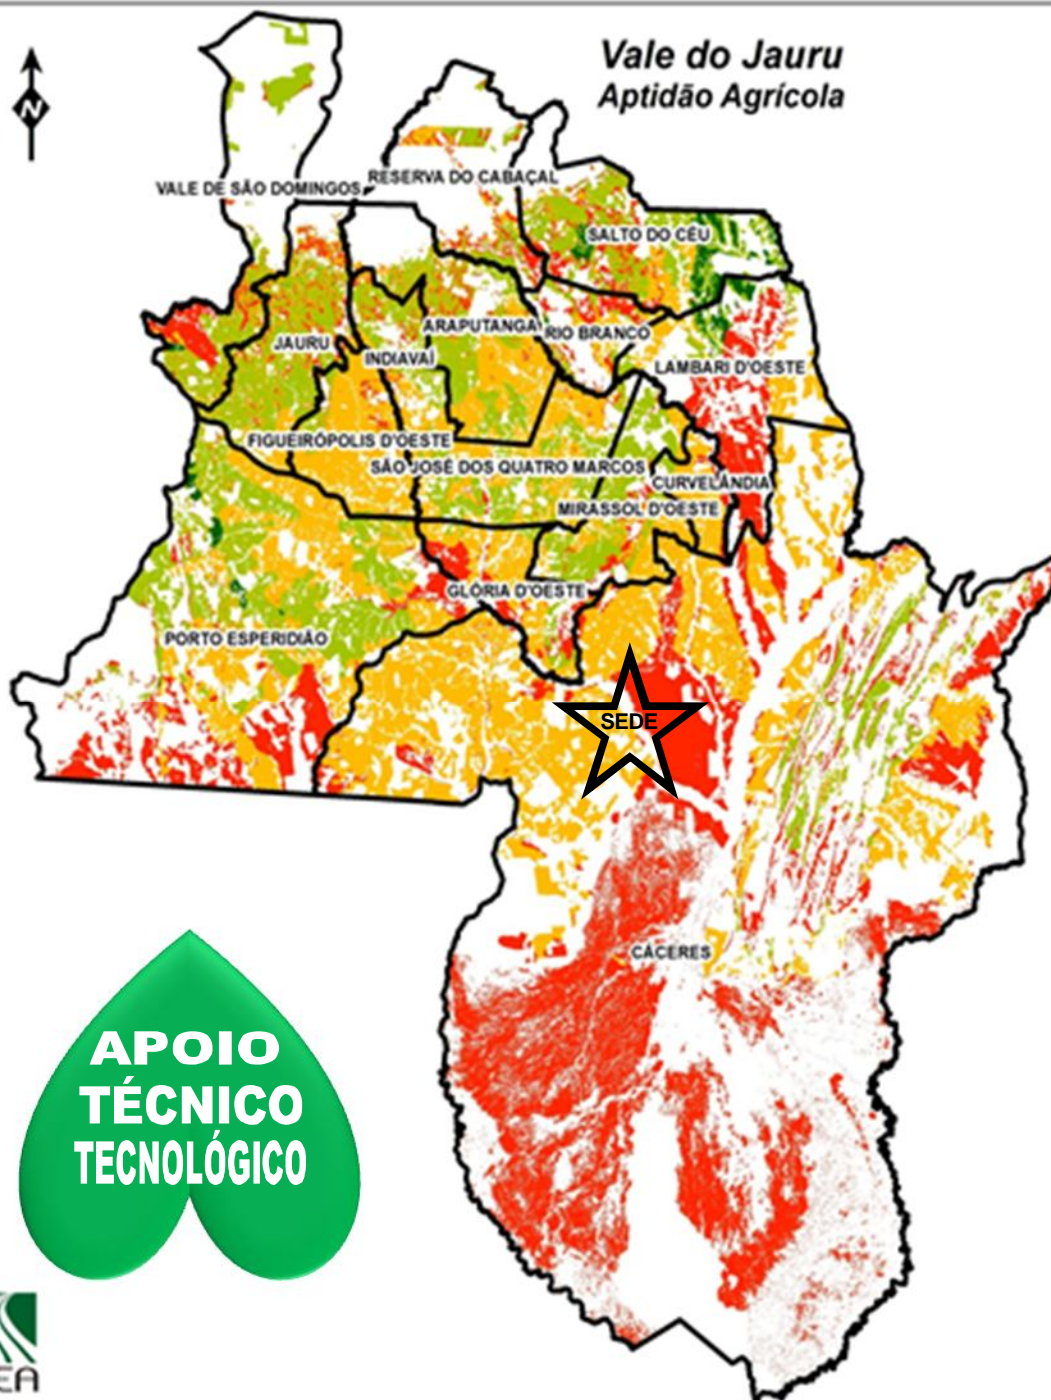 Vale do Jauru
Aptidão Agrícola
N
VALE DE SÃO DOMINGOS
RESERVA DO CABAÇAL
SALTO DO CÉU
ARAPUTANGA
RIO BRANCO
JAURU
INDIAVAÍ
LAMBARI D'OESTE
FIGUEIRÓPOLIS D'OESTE
SÃO JOSÉ DOS QUATRO MARCOS
CURVELÂNDIA
MIRASSOL D'OESTE
GLÓRIA D'OESTE
PORTO ESPERIDIÃO
SEDE
CÁCERES
APOIO
TÉCNICO
TECNOLÓGICO
EA